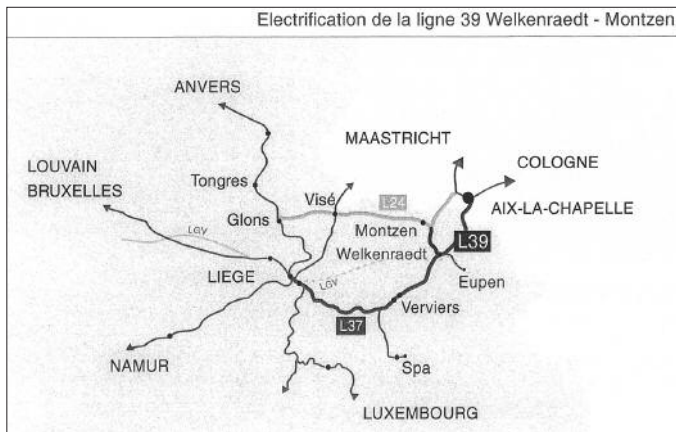 Electrification de la ligne 39 Welkenraedt - Montzen
ANVERS
MAASTRICHT
COLOGNE
LOUVAIN
BRUXELLES
Tongres
Visé
L24
AIX-LA-CHAPELLE
Glons
Montzen
L39
LGV
Welkenraedt
LIEGE
LGV
Eupen
Verviers
L37
NAMUR
Spa
LUXEMBOURG